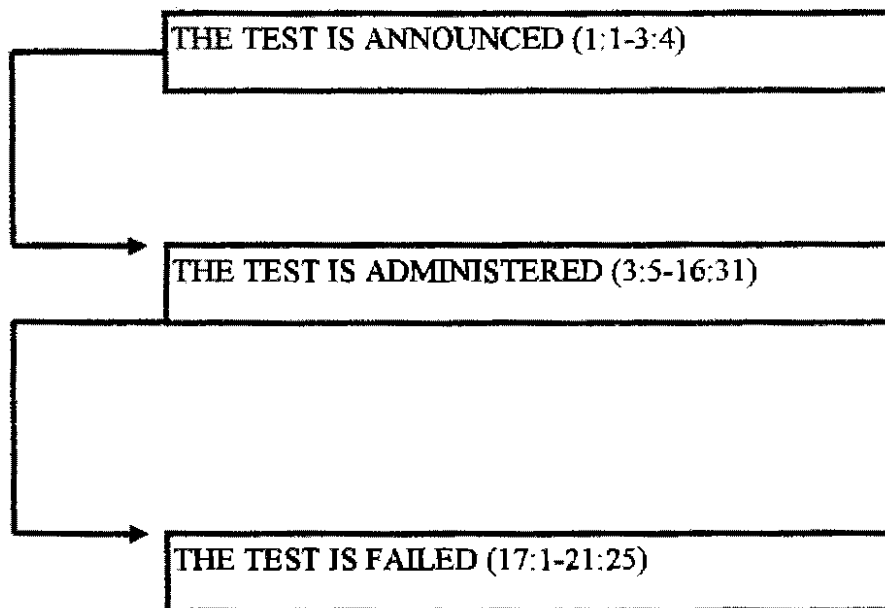 THE TEST IS ANNOUNCED (1:1-3:4)
THE TEST IS ADMINISTERED (3:5-16:31)
THE TEST IS FAILED (17:1-21:25)